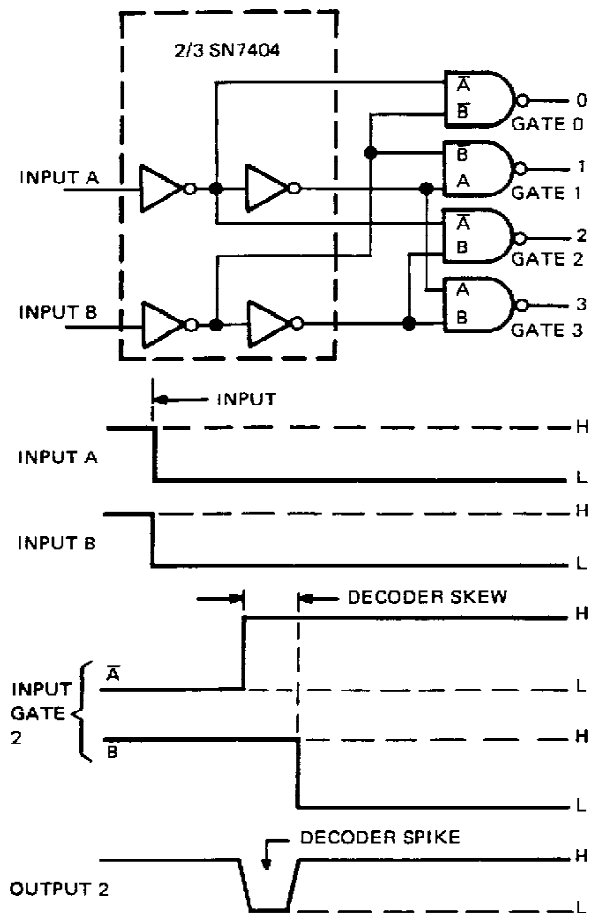 2/3 SN7404
A̅
B̅
0
GATE 0
B̅
A
1
GATE 1
A̅
B
2
GATE 2
A
B
3
GATE 3
INPUT A
INPUT B
INPUT
INPUT A
H
L
INPUT B
H
L
DECODER SKEW
INPUT
GATE
2
A̅
H
L
B
H
L
DECODER SPIKE
OUTPUT 2
H
L